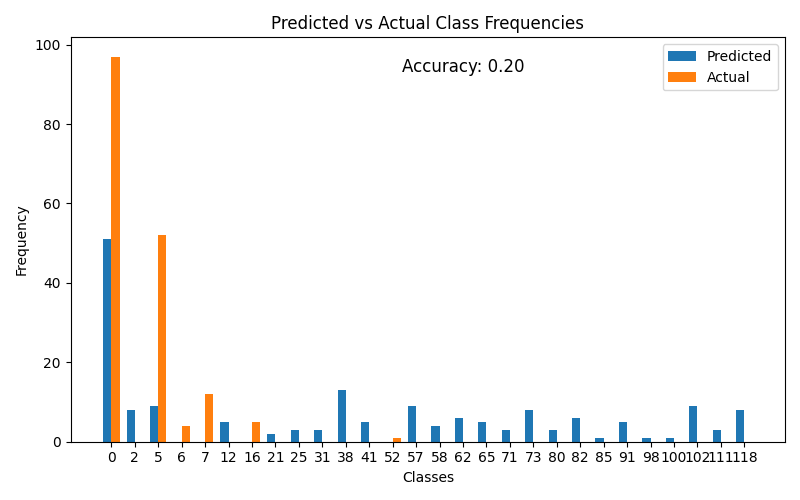 Predicted vs Actual Class Frequencies
Accuracy: 0.20
Predicted
Actual
Frequency
100
80
60
40
20
0
0 2 5 6 7 12 16 21 25 31 38 41 52 57 58 62 65 71 73 80 82 85 91 98 100 102 111 118
Classes